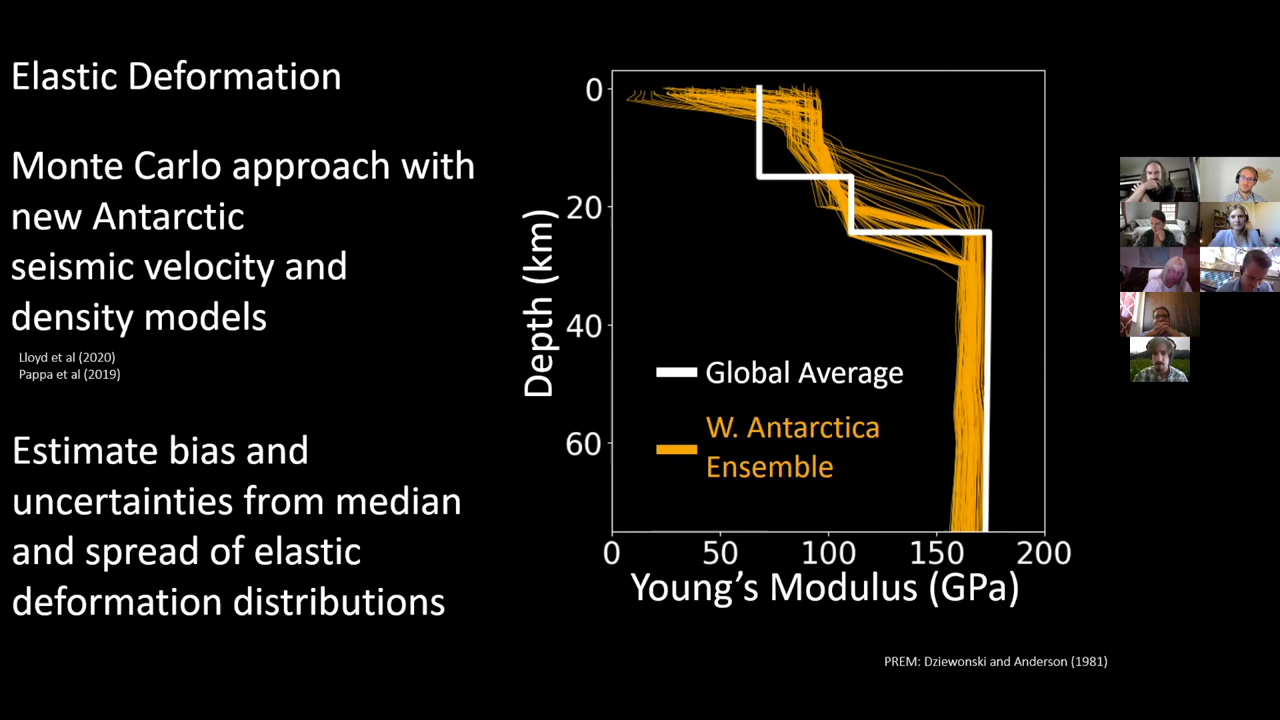 Elastic Deformation
Monte Carlo approach with
new Antarctic
seismic velocity and
density models
Lloyd et al (2020)
Pappa et al (2019)
Estimate bias and
uncertainties from median
and spread of elastic
deformation distributions
Depth (km)
0
20
40
60
Global Average
W. Antarctica
Ensemble
0 50 100 150 200
Young’s Modulus (GPa)
PREM: Dziewonski and Anderson (1981)